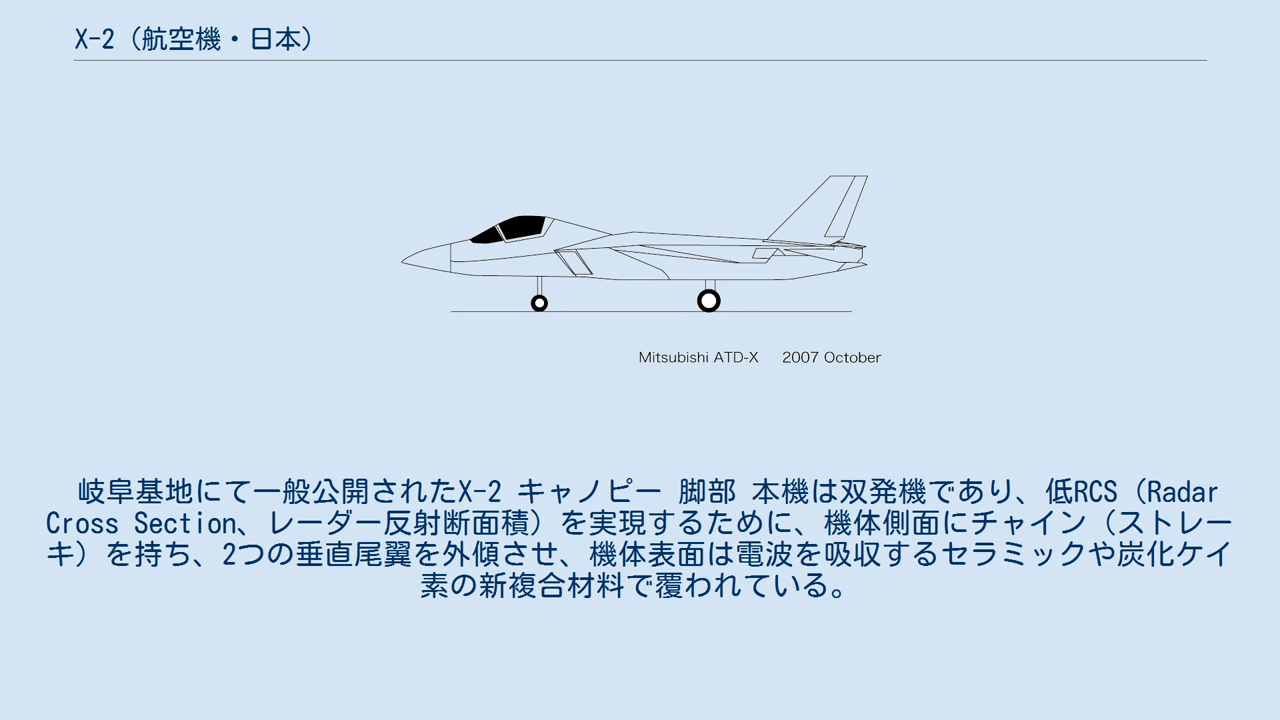 X-2（航空機・日本）
Mitsubishi ATD-X 2007 October
岐阜基地にて一般公開されたX-2 キャノピー 脚部 本機は双発機であり、低RCS（Radar
Cross Section、レーダー反射断面積）を実現するために、機体側面にチャイン（ストレー
キ）を持ち、2つの垂直尾翼を外傾させ、機体表面は電波を吸収するセラミックや炭化ケイ
素の新複合材料で覆われている。